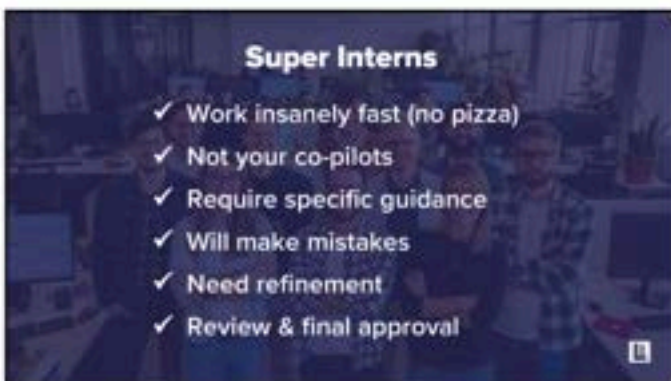 Super Interns
✓ Work insanely fast (no pizza)
✓ Not your co-pilots
✓ Require specific guidance
✓ Will make mistakes
✓ Need refinement
✓ Review & final approval